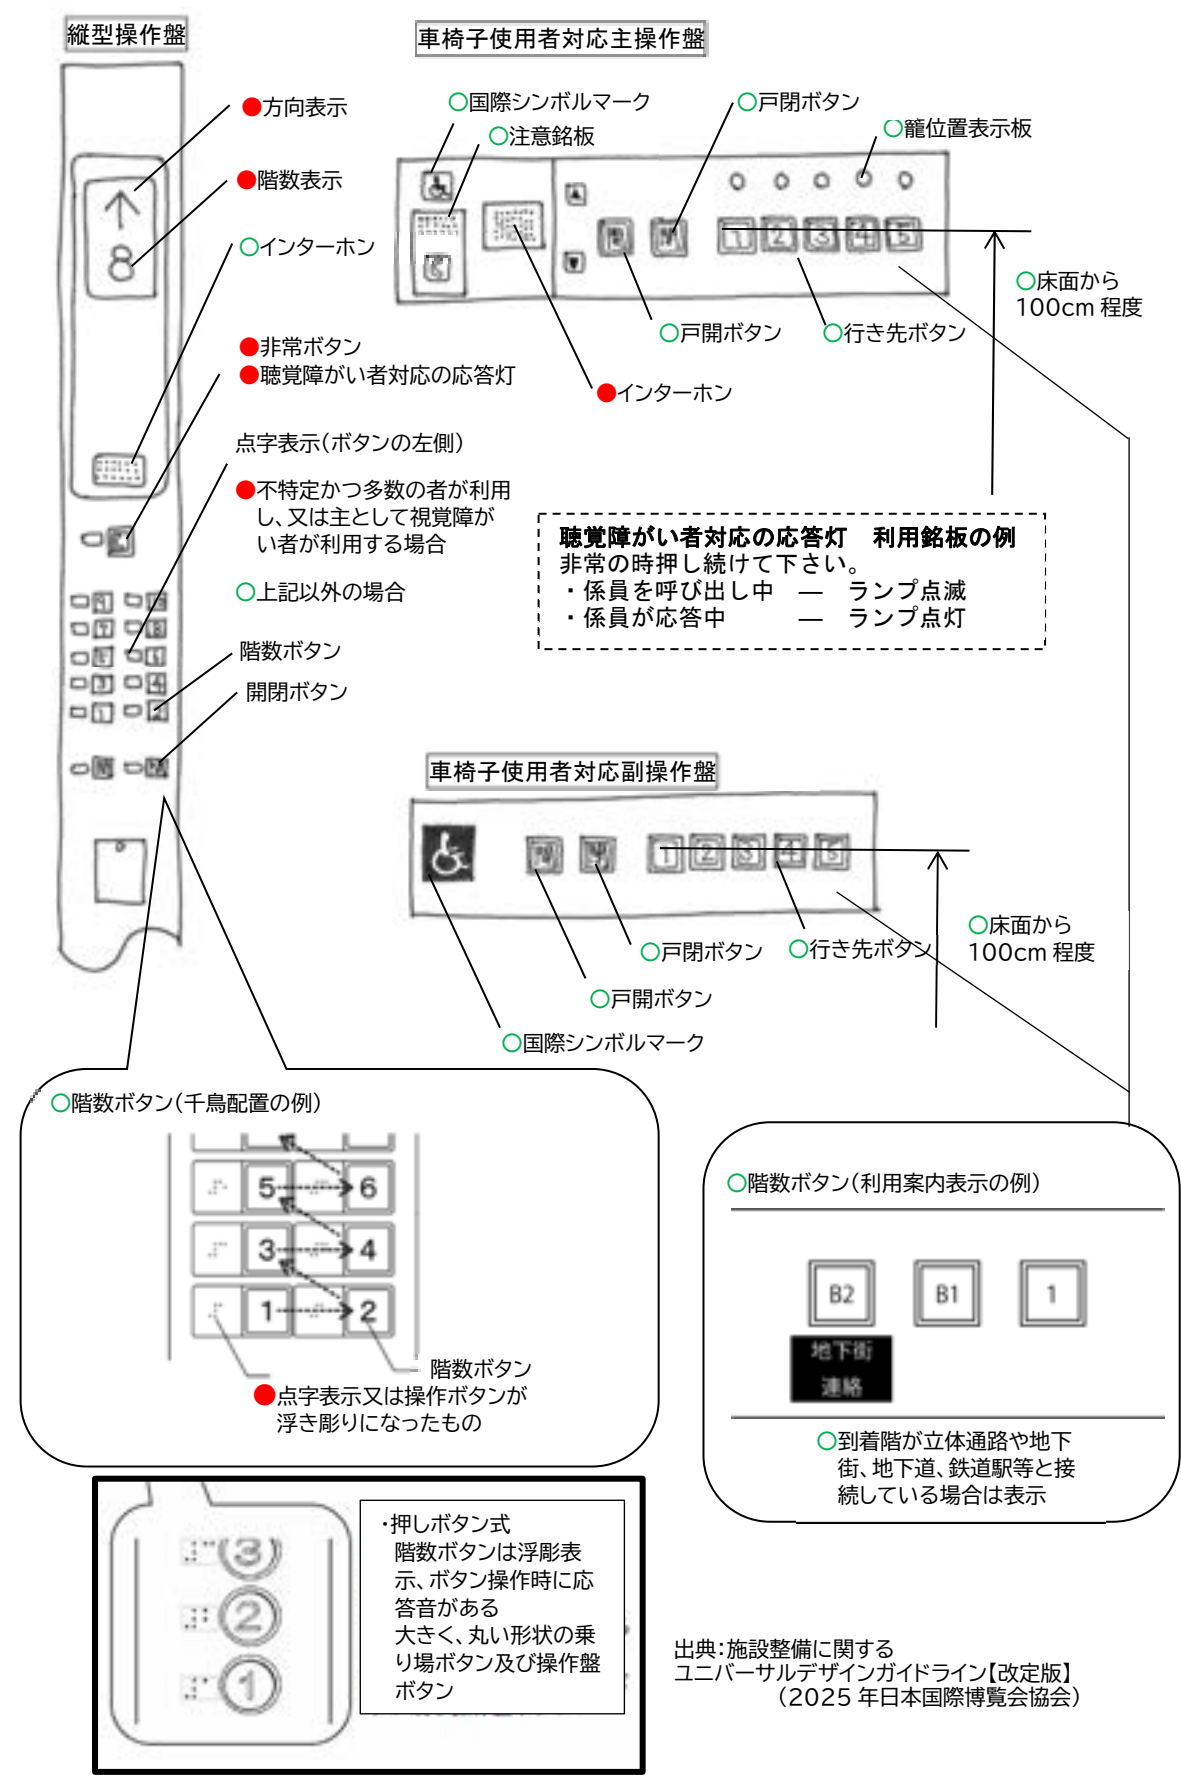 縦型操作盤
車椅子使用者対応主操作盤
●方向表示
●階数表示
○インターホン
●非常ボタン
●聴覚障がい者対応の応答灯
点字表示（ボタンの左側）
●不特定かつ多数の者が利用
し、又は主として視覚障が
い者が利用する場合
○上記以外の場合
階数ボタン
開閉ボタン
8
9
7 8
3 4
1 2
○国際シンボルマーク
○注意銘板
○戸閉ボタン
○籠位置表示板
1 2 3 4 5
○戸開ボタン
○行き先ボタン
●インターホン
○床面から
100cm 程度
聴覚障がい者対応の応答灯　利用銘板の例
非常の時押し続けて下さい。
・係員を呼び出し中　―　ランプ点滅
・係員が応答中　　　―　ランプ点灯
車椅子使用者対応副操作盤
1 2 3 4 5
○戸閉ボタン
○行き先ボタン
○戸開ボタン
○国際シンボルマーク
○床面から
100cm 程度
○階数ボタン（千鳥配置の例）
5 6
3 4
1 2
階数ボタン
●点字表示又は操作ボタンが
浮き彫りになったもの
○階数ボタン（利用案内表示の例）
B2 B1 1
地下街
連絡
○到着階が立体通路や地下
街、地下道、鉄道駅等と接
続している場合は表示
3
2
1
・押しボタン式
階数ボタンは浮彫表
示、ボタン操作時に応
答音がある
大きく、丸い形状の乗
り場ボタン及び操作盤
ボタン
出典：施設整備に関する
ユニバーサルデザインガイドライン【改定版】
（2025 年日本国際博覧会協会）